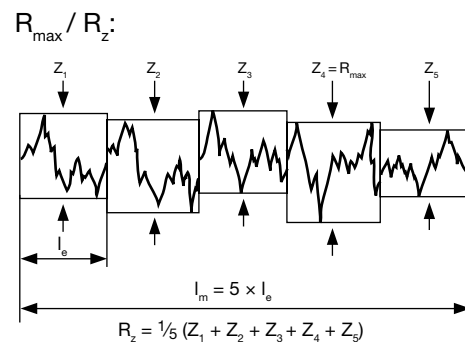 Rmax / Rz:
Z1 Z2 Z3 Z4 = Rmax Z5
le
lm = 5 × le
Rz = 1/5 (Z1 + Z2 + Z3 + Z4 + Z5)